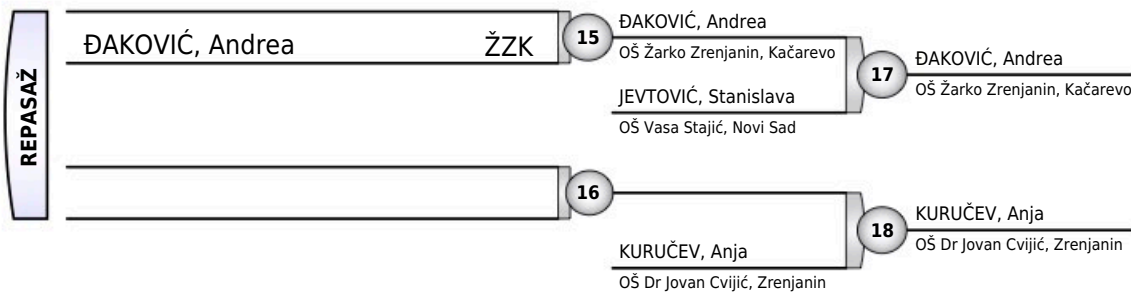 REPASAŽ
ĐAKOVIĆ, Andrea ŽZK
15
ĐAKOVIĆ, Andrea
OŠ Žarko Zrenjanin, Kačarevo
JEVTOVIĆ, Stanislava
OŠ Vasa Stajić, Novi Sad
17
ĐAKOVIĆ, Andrea
OŠ Žarko Zrenjanin, Kačarevo
16
KURUČEV, Anja
OŠ Dr Jovan Cvijić, Zrenjanin
18
KURUČEV, Anja
OŠ Dr Jovan Cvijić, Zrenjanin